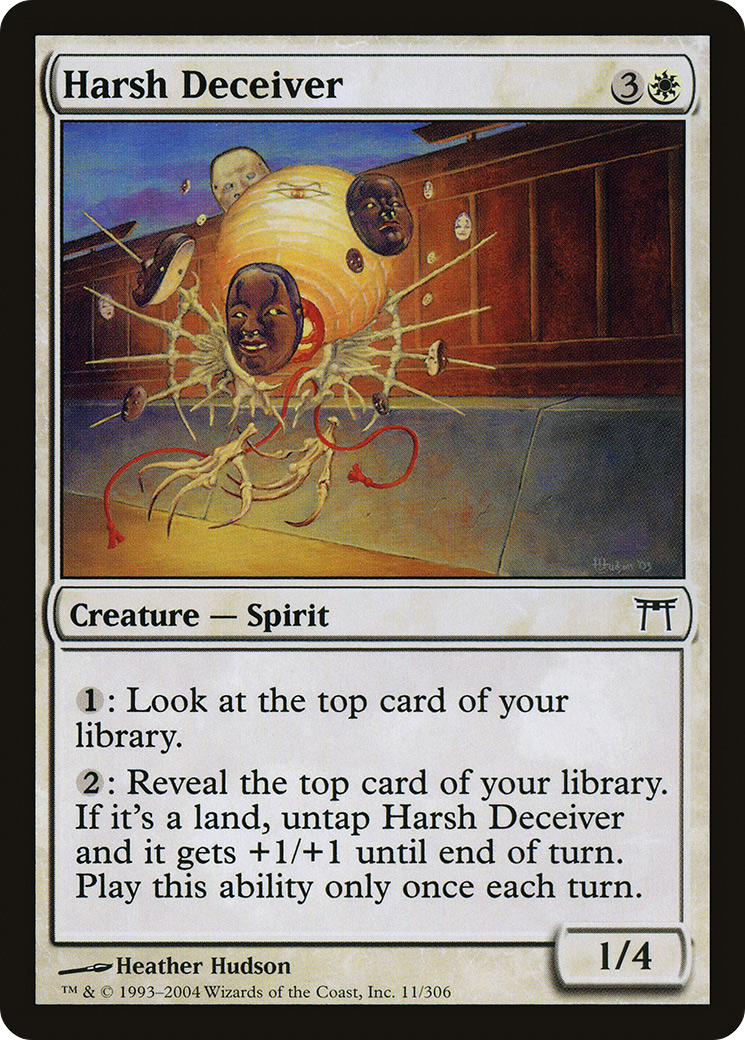 Harsh Deceiver 3
HHudson '03
Creature — Spirit
1: Look at the top card of your
library.
2: Reveal the top card of your library.
If it's a land, untap Harsh Deceiver
and it gets +1/+1 until end of turn.
Play this ability only once each turn.
1/4
Heather Hudson
™ & © 1993–2004 Wizards of the Coast, Inc. 11/306